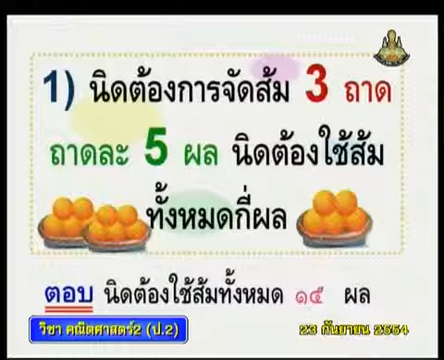 1) นิดต้องการจัดส้ม 3 ถาด
ถาดละ 5 ผล นิดต้องใช้ส้ม
ทั้งหมดกี่ผล
ตอบ นิดต้องใช้ส้มทั้งหมด ๑๕ ผล
วิชา คณิตศาสตร์2 (ป.2)
23 กันยายน 2554